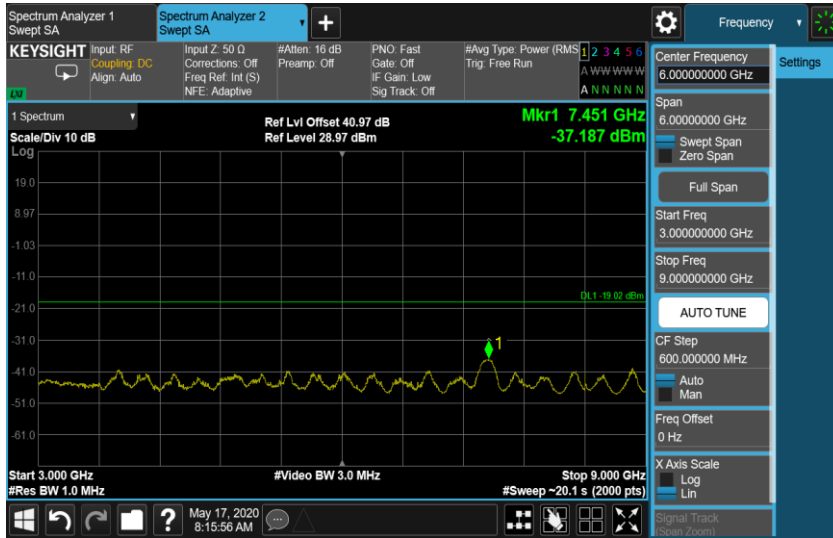 Spectrum Analyzer 1
Swept SA
Spectrum Analyzer 2
Swept SA
Frequency
KEYSIGHT
Input: RF
Coupling: DC
Align: Auto
Input Z: 50 Ω
Corrections: Off
Freq Ref: Int (S)
NFE: Adaptive
#Atten: 16 dB
Preamp: Off
PNO: Fast
Gate: Off
IF Gain: Low
Sig Track: Off
#Avg Type: Power (RMS
Trig: Free Run
1 2 3 4 5 6
A W W W W W
A N N N N N
LXI
1 Spectrum
Scale/Div 10 dB
Log
Ref Lvl Offset 40.97 dB
Ref Level 28.97 dBm
Mkr1 7.451 GHz
-37.187 dBm
19.0
8.97
-1.03
-11.0
-21.0
-31.0
-41.0
-51.0
-61.0
DL1 -19.02 dBm
1
Start 3.000 GHz
#Res BW 1.0 MHz
#Video BW 3.0 MHz
Stop 9.000 GHz
#Sweep ~20.1 s (2000 pts)
May 17, 2020
8:15:56 AM
Settings
Center Frequency
6.000000000 GHz
Span
6.00000000 GHz
Swept Span
Zero Span
Full Span
Start Freq
3.000000000 GHz
Stop Freq
9.000000000 GHz
AUTO TUNE
CF Step
600.000000 MHz
Auto
Man
Freq Offset
0 Hz
X Axis Scale
Log
Lin
Signal Track
(Span Zoom)